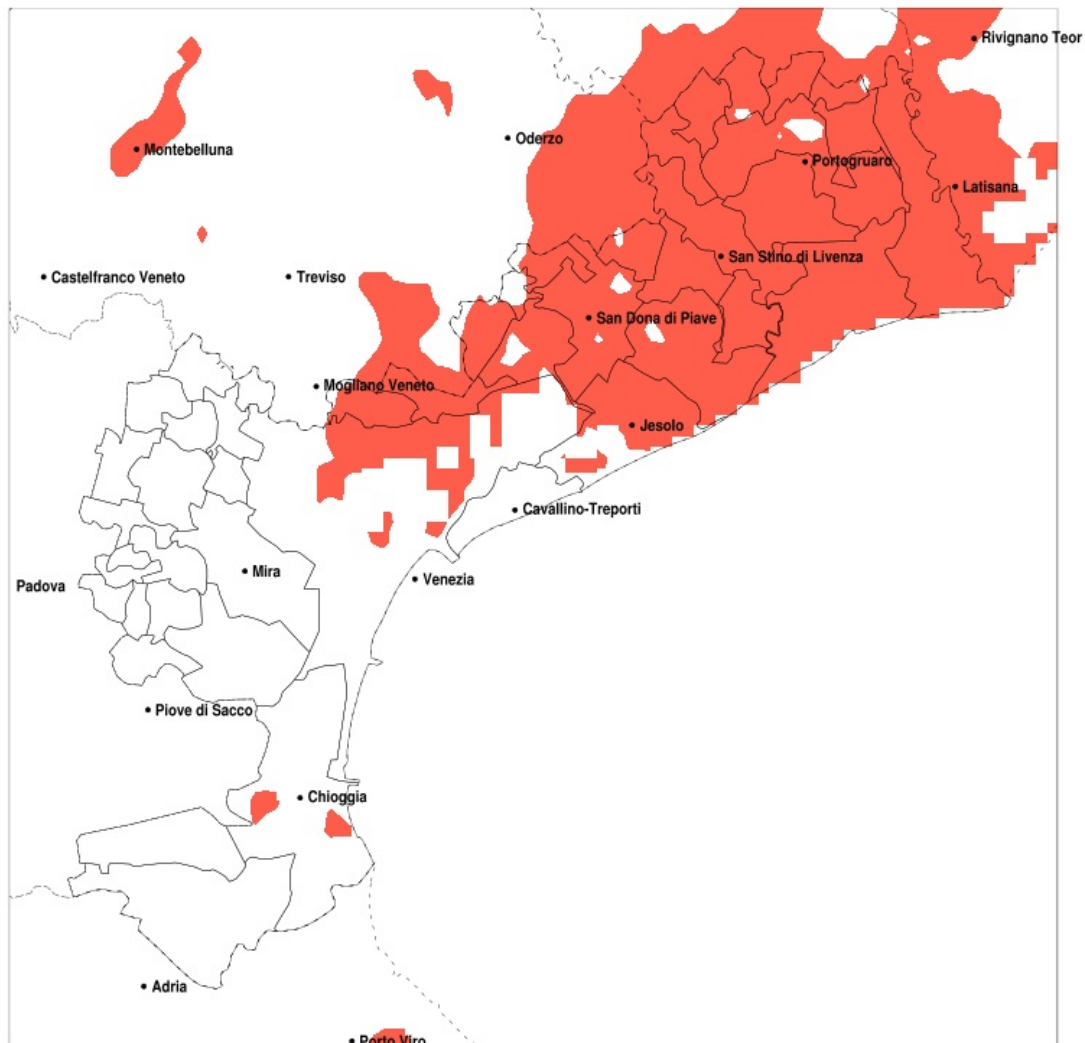 Rivignano Teor
Oderzo
Montebelluna
Portogruaro
Latisana
San Stino di Livenza
Castelfranco Veneto
Treviso
San Dona di Piave
Mogliano Veneto
Jesolo
Cavallino-Treporti
Mira
Venezia
Padova
Piove di Sacco
Chioggia
Adria
Porto Viro